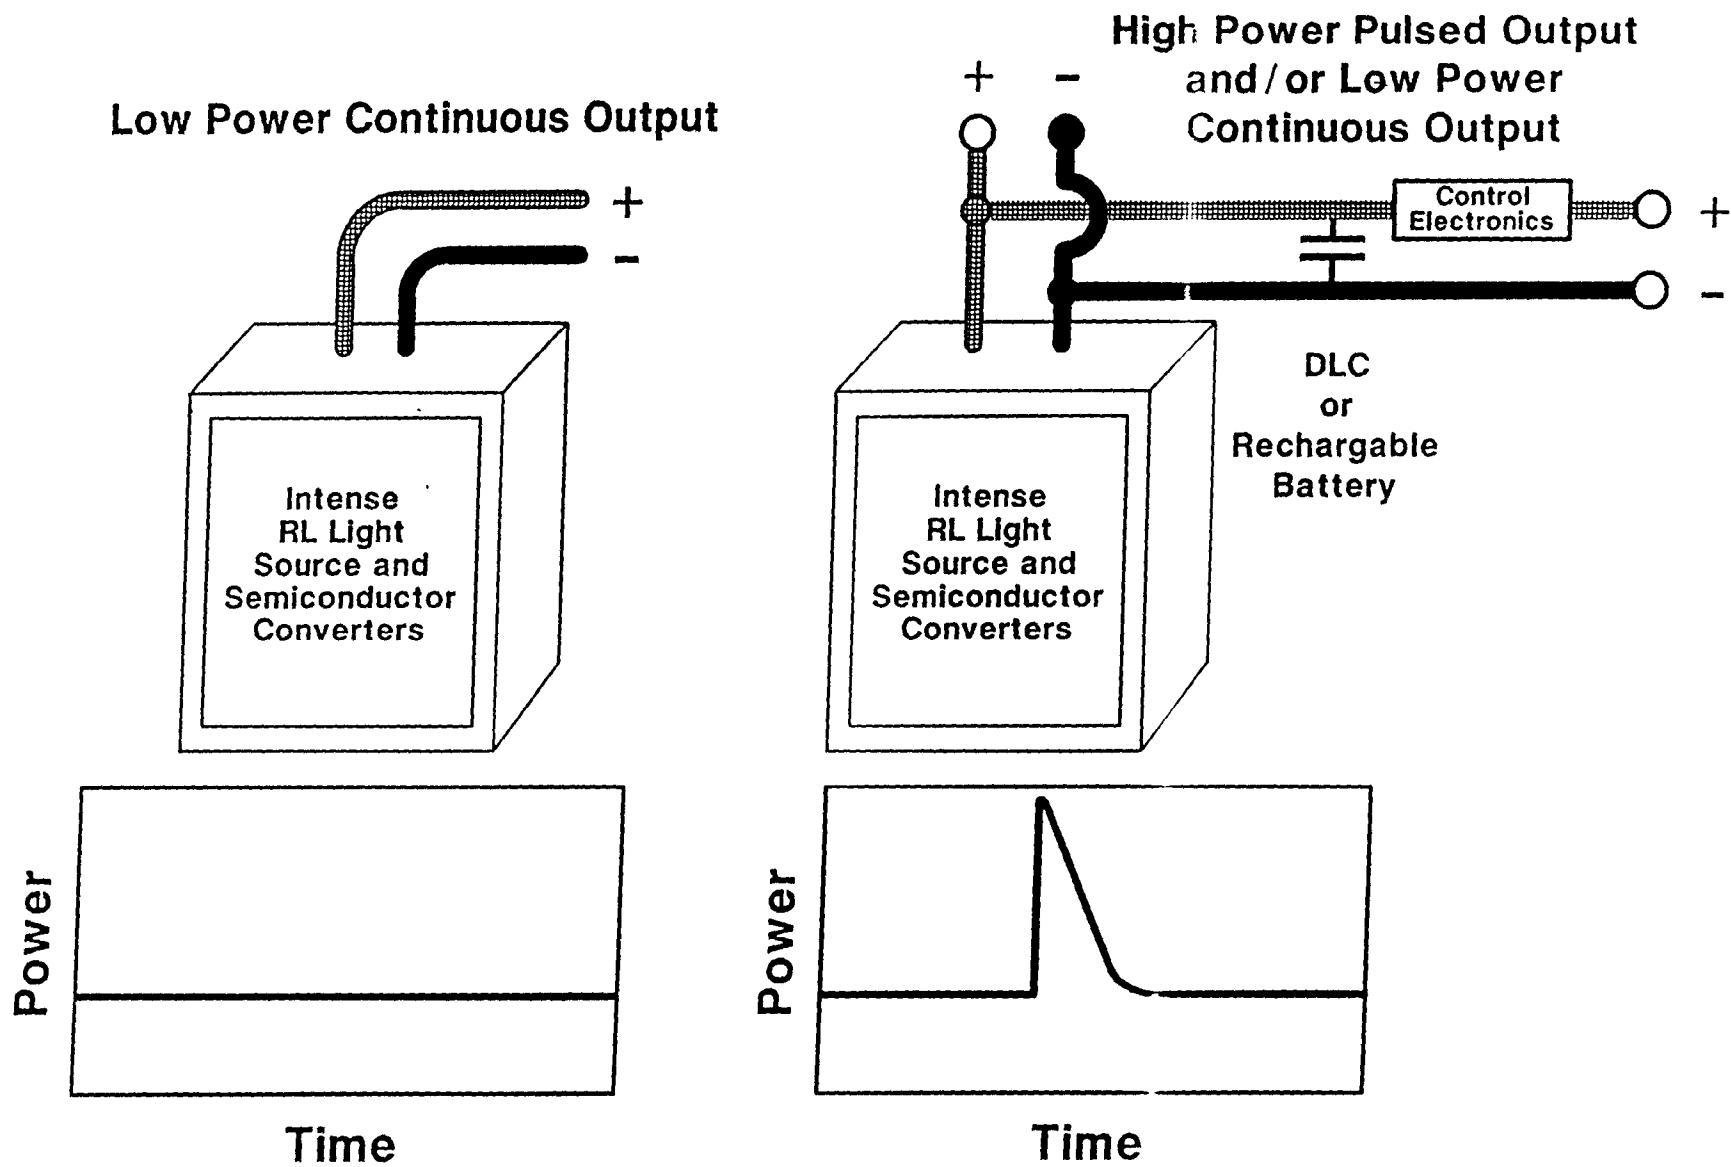 Low Power Continuous Output
+
-
Intense
RL Light
Source and
Semiconductor
Converters
Power
Time
High Power Pulsed Output
and/or Low Power
Continuous Output
+ -
Control
Electronics
+
-
DLC
or
Rechargable
Battery
Intense
RL Light
Source and
Semiconductor
Converters
Power
Time